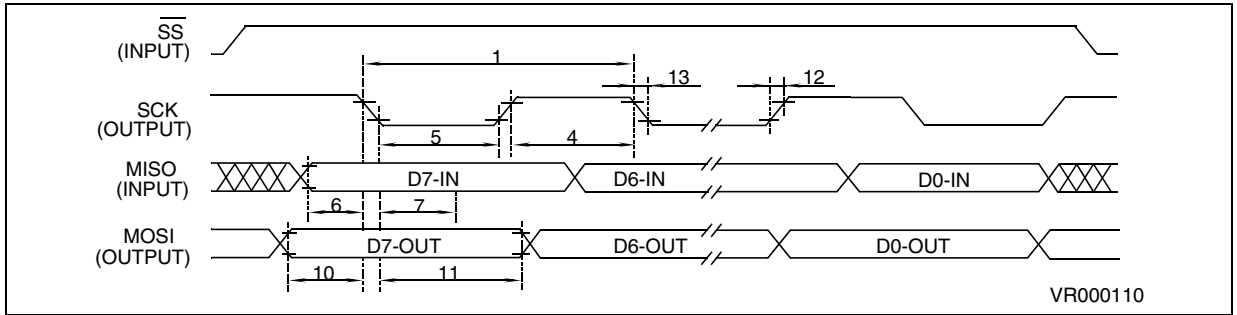 SS
(INPUT)
1
13
12
SCK
(OUTPUT)
5
4
MISO
(INPUT)
D7-IN
D6-IN
D0-IN
6
7
MOSI
(OUTPUT)
D7-OUT
D6-OUT
D0-OUT
10
11
VR000110